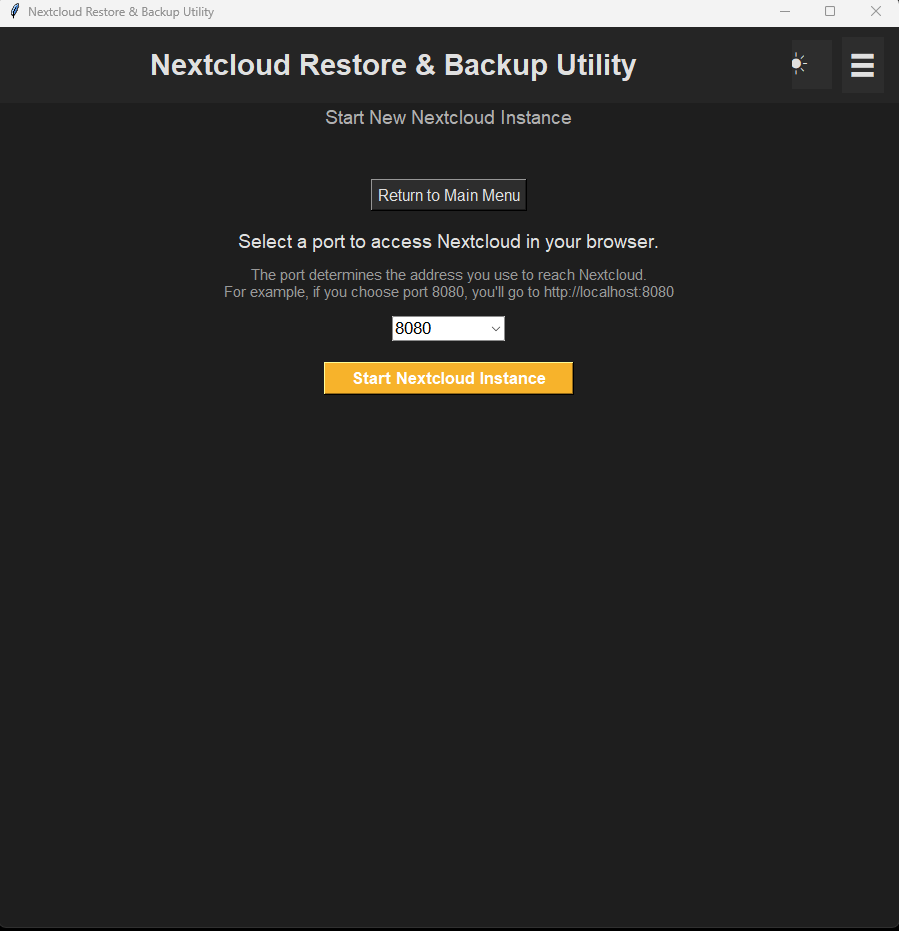 Nextcloud Restore & Backup Utility
Nextcloud Restore & Backup Utility
Start New Nextcloud Instance
Return to Main Menu
Select a port to access Nextcloud in your browser.
The port determines the address you use to reach Nextcloud.
For example, if you choose port 8080, you'll go to http://localhost:8080
8080
Start Nextcloud Instance